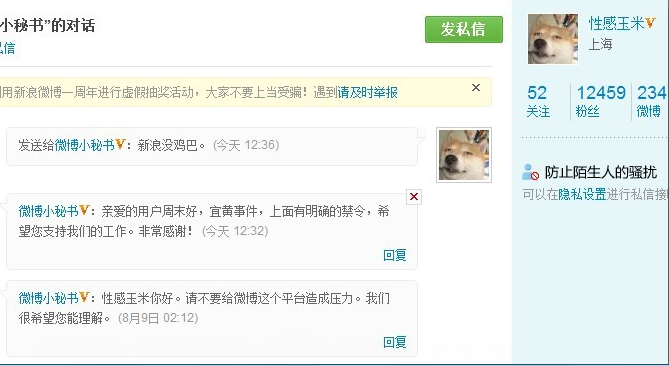 小秘书”的对话
发私信
私信
用新浪微博一周年进行虚假抽奖活动，大家不要上当受骗！遇到请及时举报
发送给微博小秘书V：新浪没鸡巴。 (今天 12:36)
微博小秘书V：亲爱的用户周末好，宜黄事件，上面有明确的禁令，希
望您支持我们的工作。非常感谢！ (今天 12:32)
回复
微博小秘书V：性感玉米你好。请不要给微博这个平台造成压力。我们
很希望您能理解。 (8月9日 02:12)
回复
性感玉米V
上海
52
关注
12459
粉丝
234
微博
防止陌生人的骚扰
可以在隐私设置进行私信接